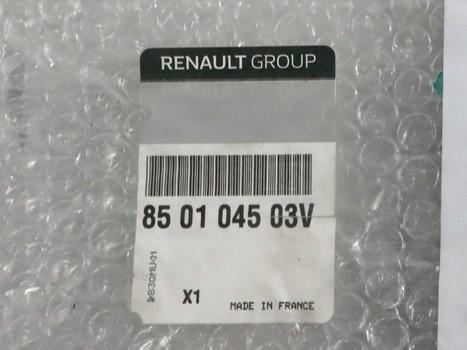 RENAULT GROUP
85 01 045 03V
X1
MADE IN FRANCE